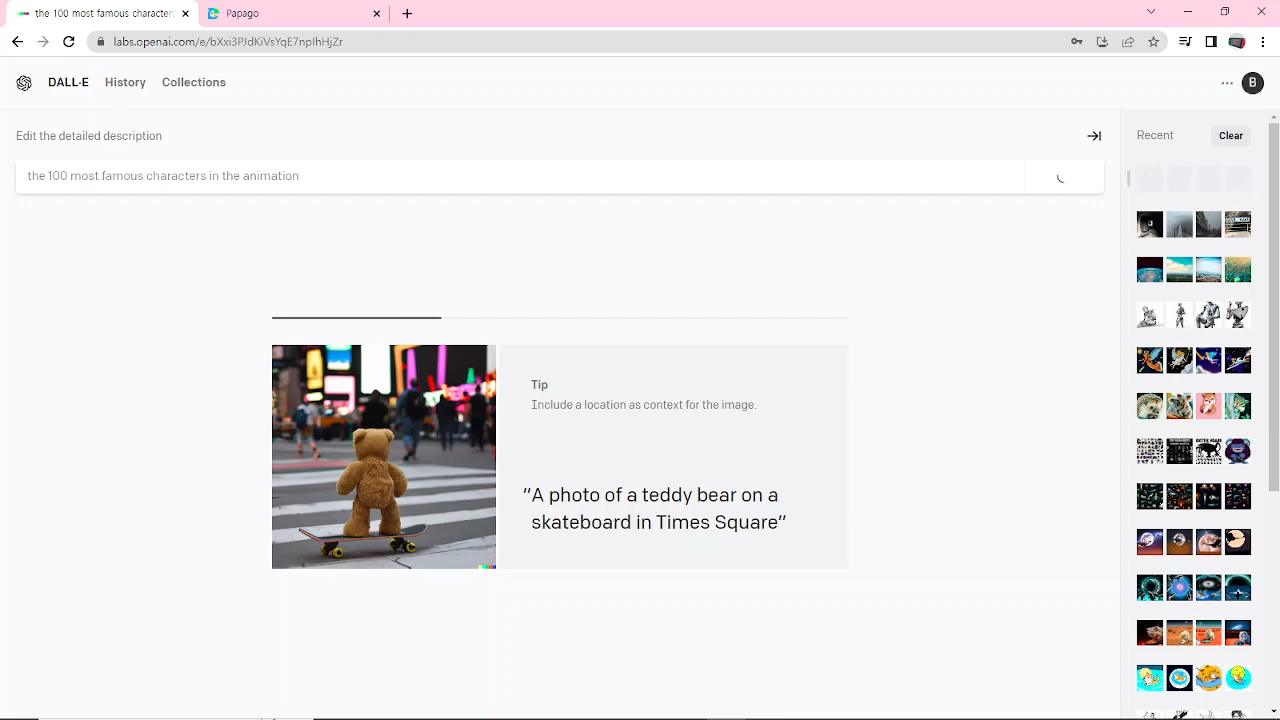 the 100 most famous character:
Papago
labs.openai.com/e/bXxi3PJdKiVsYqE7npIhHjZr
DALL·E History Collections
B
Edit the detailed description
Recent
Clear
the 100 most famous characters in the animation
Tip
Include a location as context for the image.
“A photo of a teddy bear on a
skateboard in Times Square”